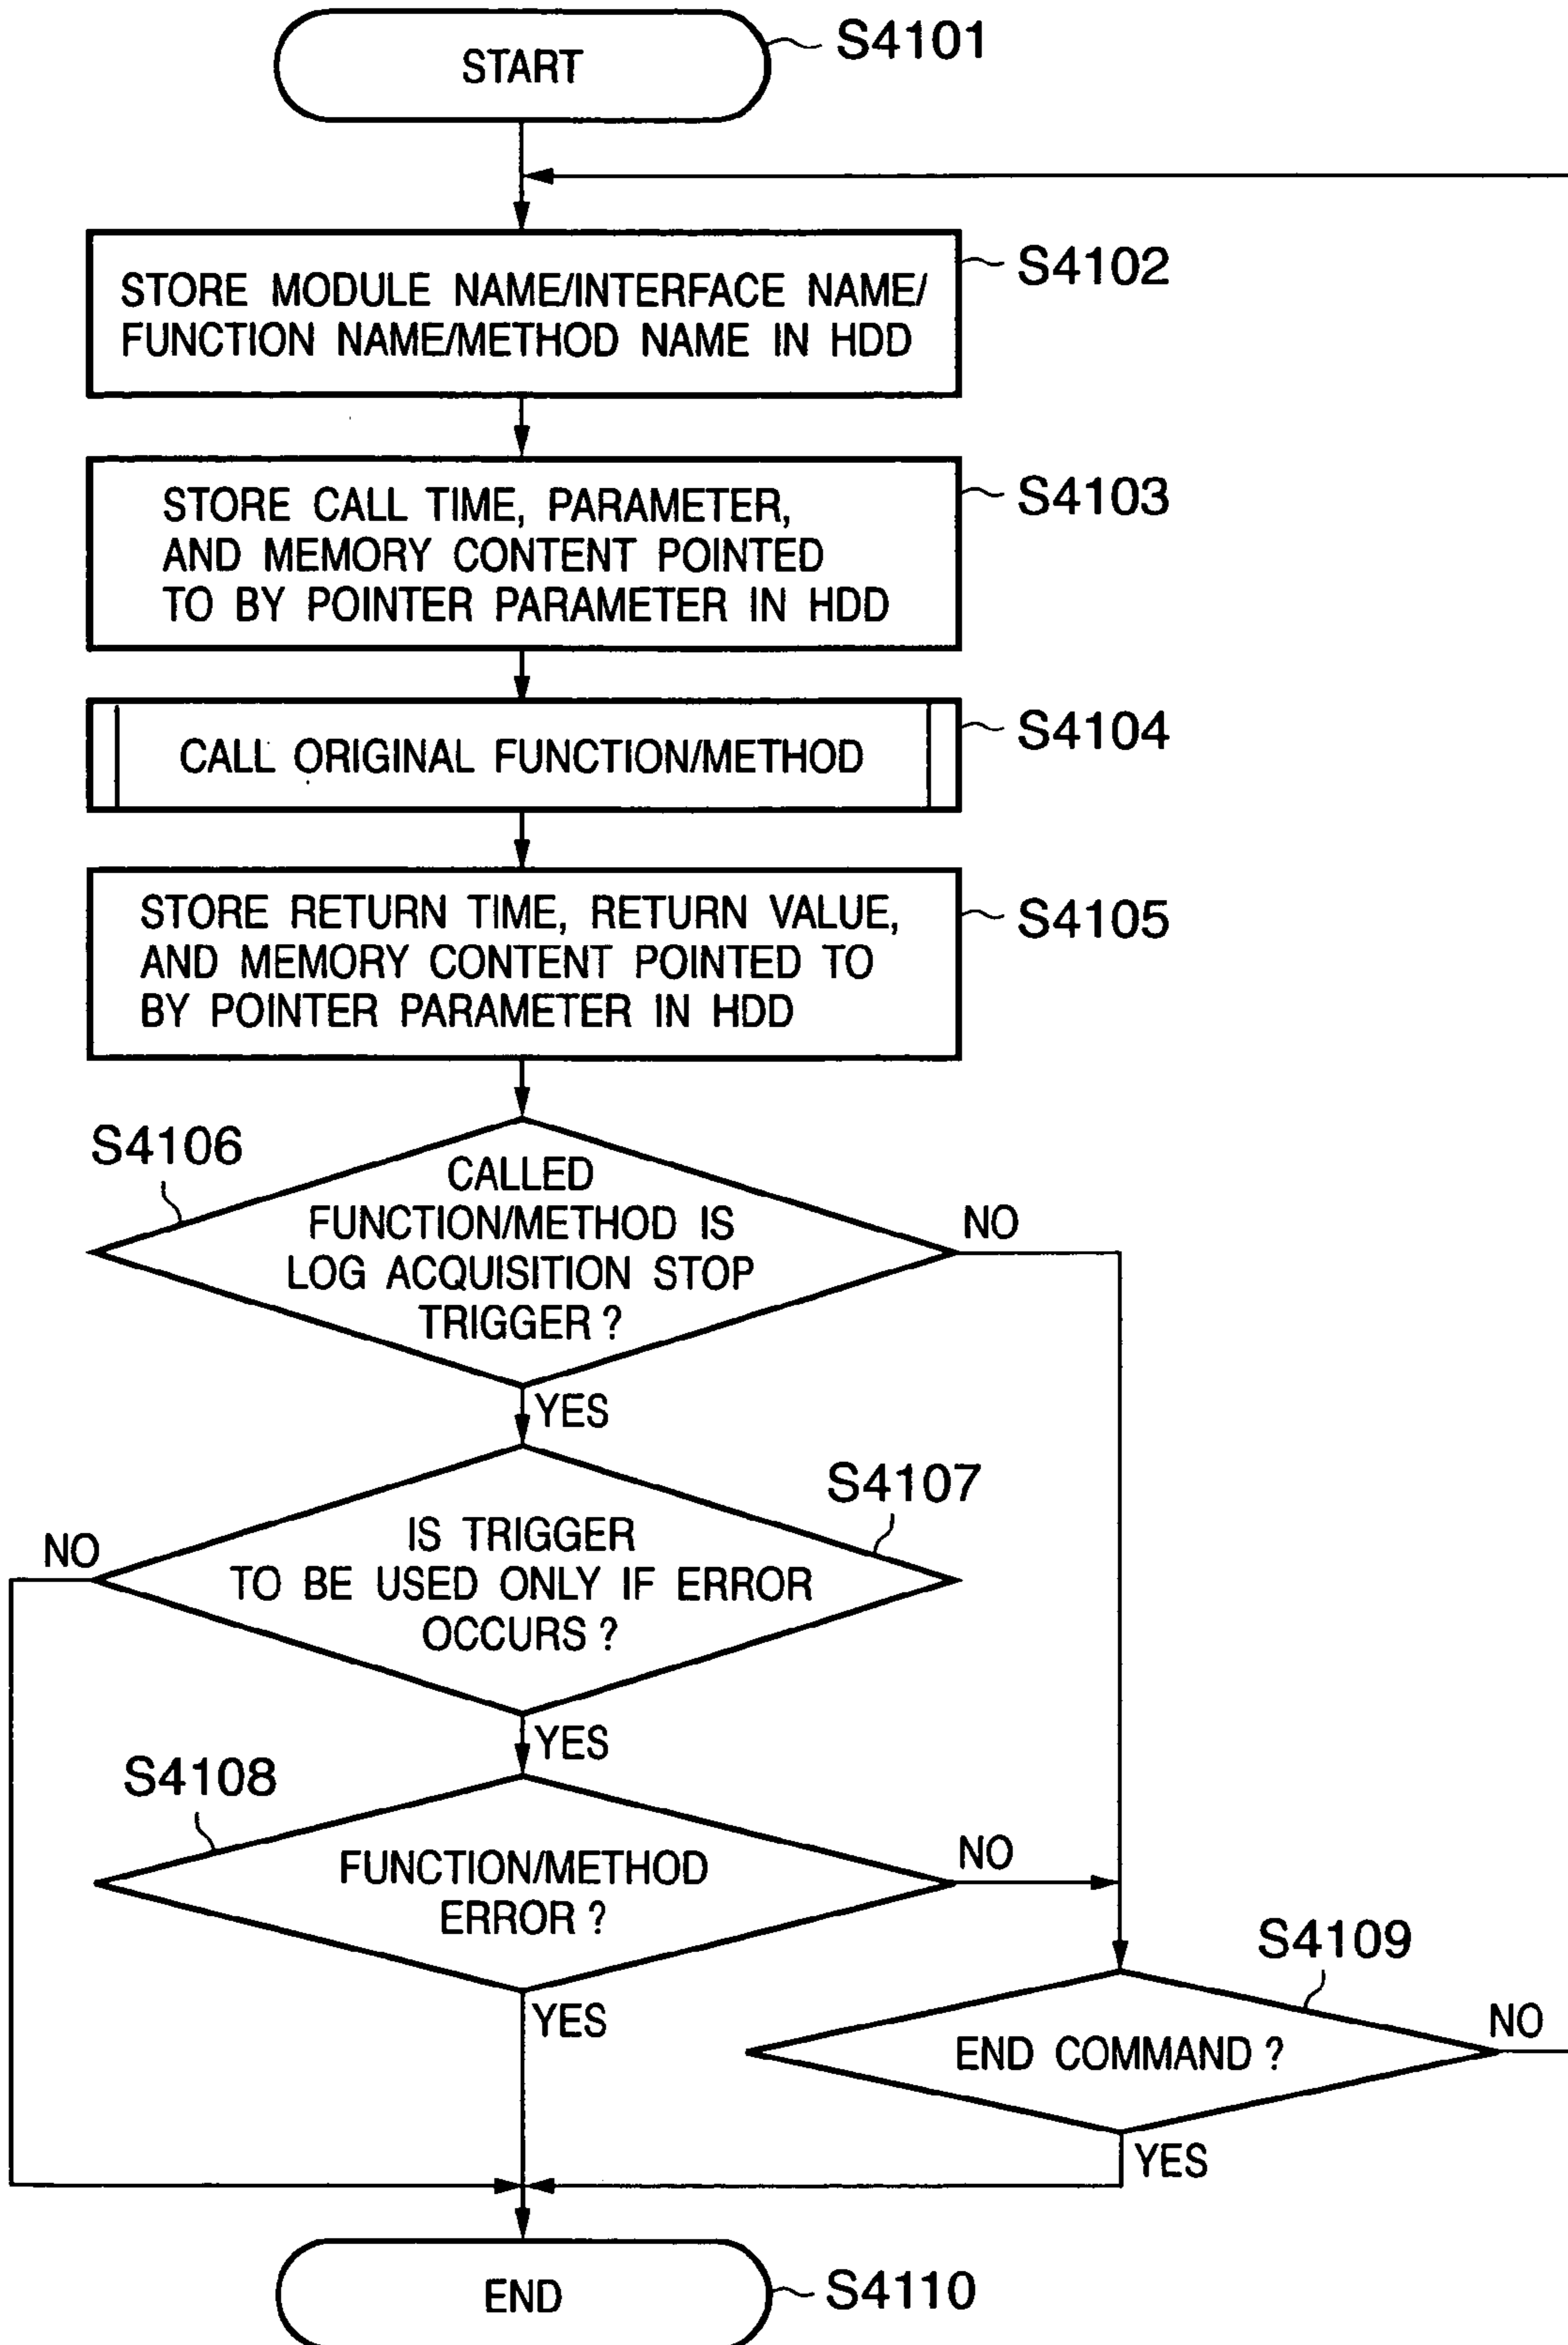 START
S4101
STORE MODULE NAME/INTERFACE NAME/
FUNCTION NAME/METHOD NAME IN HDD
S4102
STORE CALL TIME, PARAMETER,
AND MEMORY CONTENT POINTED
TO BY POINTER PARAMETER IN HDD
S4103
CALL ORIGINAL FUNCTION/METHOD
S4104
STORE RETURN TIME, RETURN VALUE,
AND MEMORY CONTENT POINTED TO
BY POINTER PARAMETER IN HDD
S4105
S4106
CALLED
FUNCTION/METHOD IS
LOG ACQUISITION STOP
TRIGGER ?
NO
YES
S4107
IS TRIGGER
TO BE USED ONLY IF ERROR
OCCURS ?
NO
YES
S4108
FUNCTION/METHOD
ERROR ?
NO
YES
S4109
END COMMAND ?
NO
YES
END
S4110